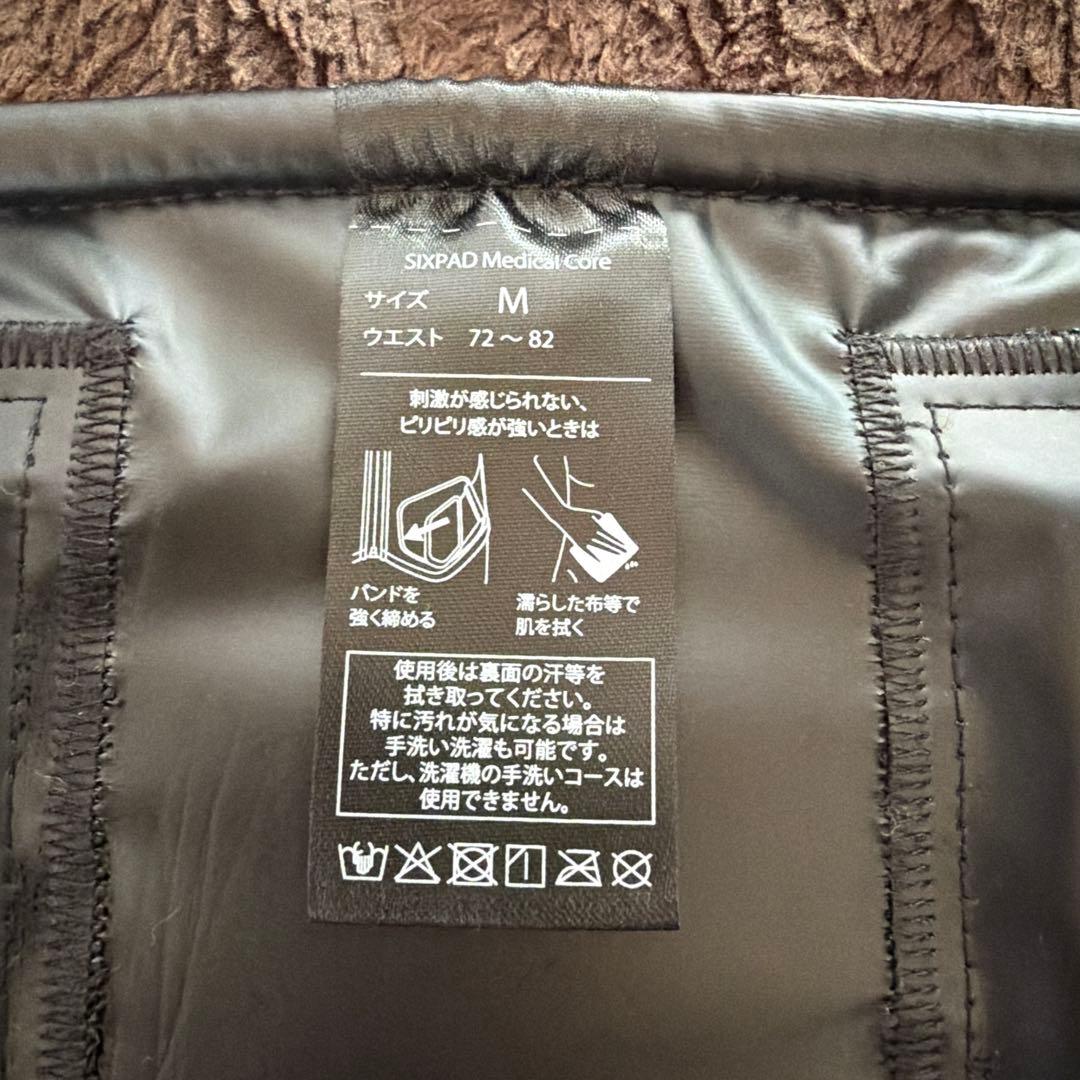 SIXPAD Medical Core
サイズ M
ウエスト 72～82
刺激が感じられない、
ピリピリ感が強いときは
バンドを
強く締める
濡らした布等で
肌を拭く
使用後は裏面の汗等を
拭き取ってください。
特に汚れが気になる場合は
手洗い洗濯も可能です。
ただし、洗濯機の手洗いコースは
使用できません。